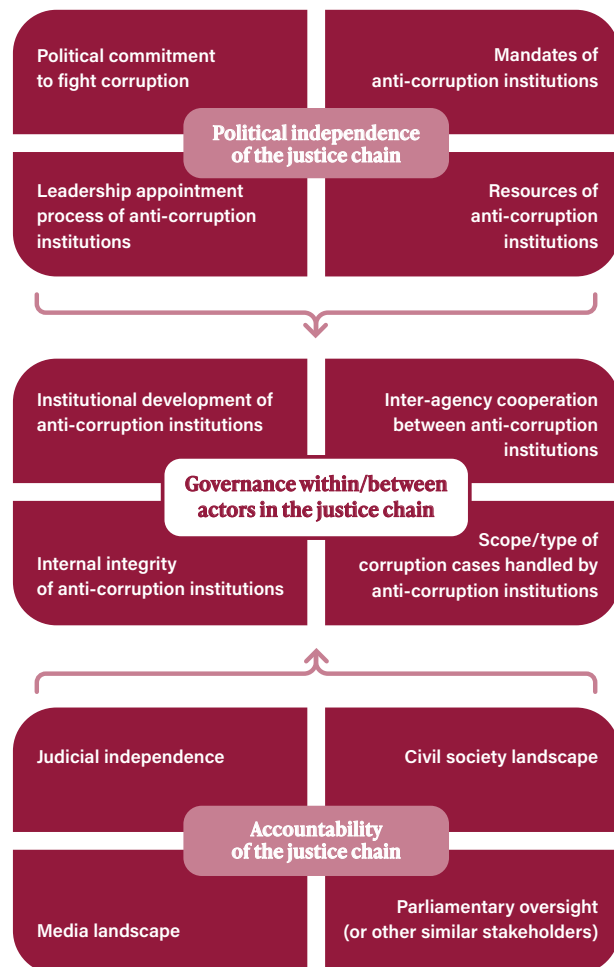 Political commitment
to fight corruption
Mandates of
anti-corruption institutions
Political independence
of the justice chain
Leadership appointment
process of anti-corruption
institutions
Resources of
anti-corruption
institutions
Institutional development of
anti-corruption institutions
Inter-agency cooperation
between anti-corruption
institutions
Governance within/between
actors in the justice chain
Internal integrity
of anti-corruption institutions
Scope/type of
corruption cases handled by
anti-corruption institutions
Judicial independence
Civil society landscape
Accountability
of the justice chain
Media landscape
Parliamentary oversight
(or other similar stakeholders)